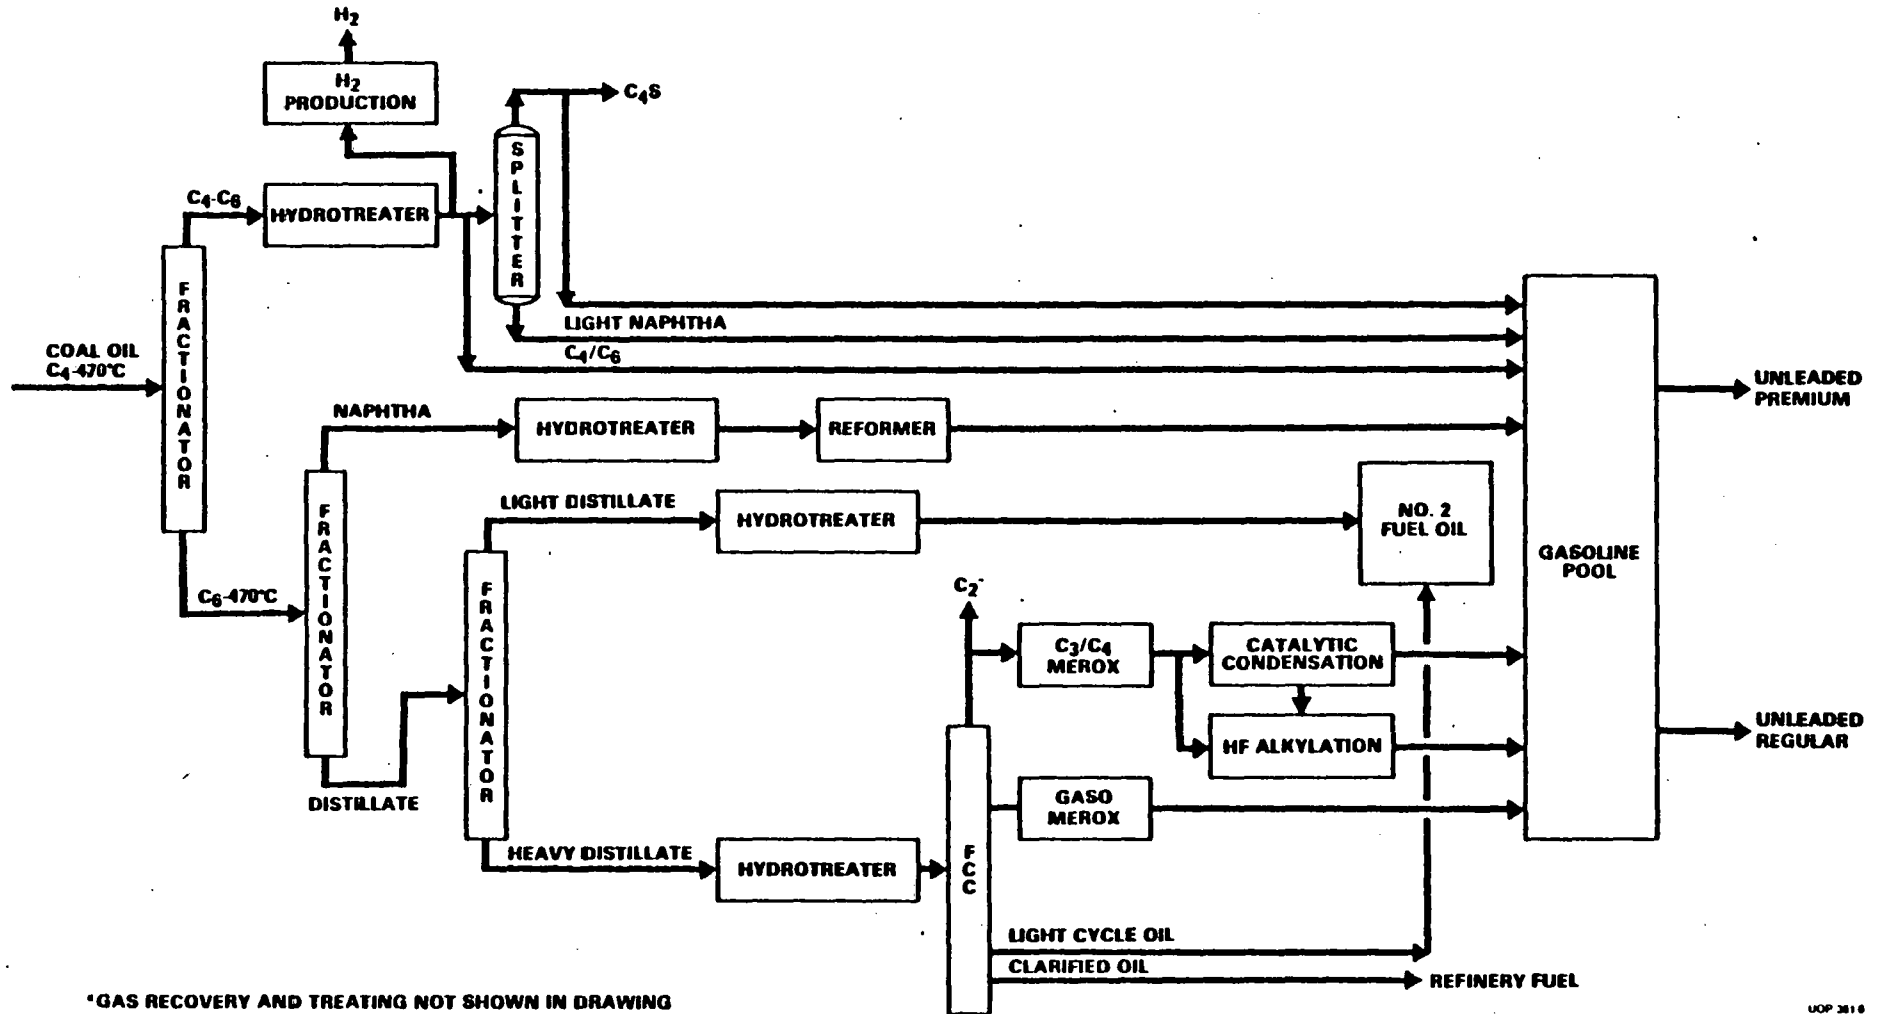 H2
H2
PRODUCTION
C4S
SPLITTER
C4-C6
HYDROTREATER
FRACTIONATOR
LIGHT NAPHTHA
C4/C6
COAL OIL
C4-470°C
UNLEADED
PREMIUM
NAPHTHA
HYDROTREATER
REFORMER
FRACTIONATOR
LIGHT DISTILLATE
HYDROTREATER
NO. 2
FUEL OIL
GASOLINE
POOL
C6-470°C
FRACTIONATOR
C2-
C3/C4
MEROX
CATALYTIC
CONDENSATION
HF ALKYLATION
UNLEADED
REGULAR
DISTILLATE
GASO
MEROX
HEAVY DISTILLATE
HYDROTREATER
FCC
LIGHT CYCLE OIL
CLARIFIED OIL
REFINERY FUEL
*GAS RECOVERY AND TREATING NOT SHOWN IN DRAWING
UOP